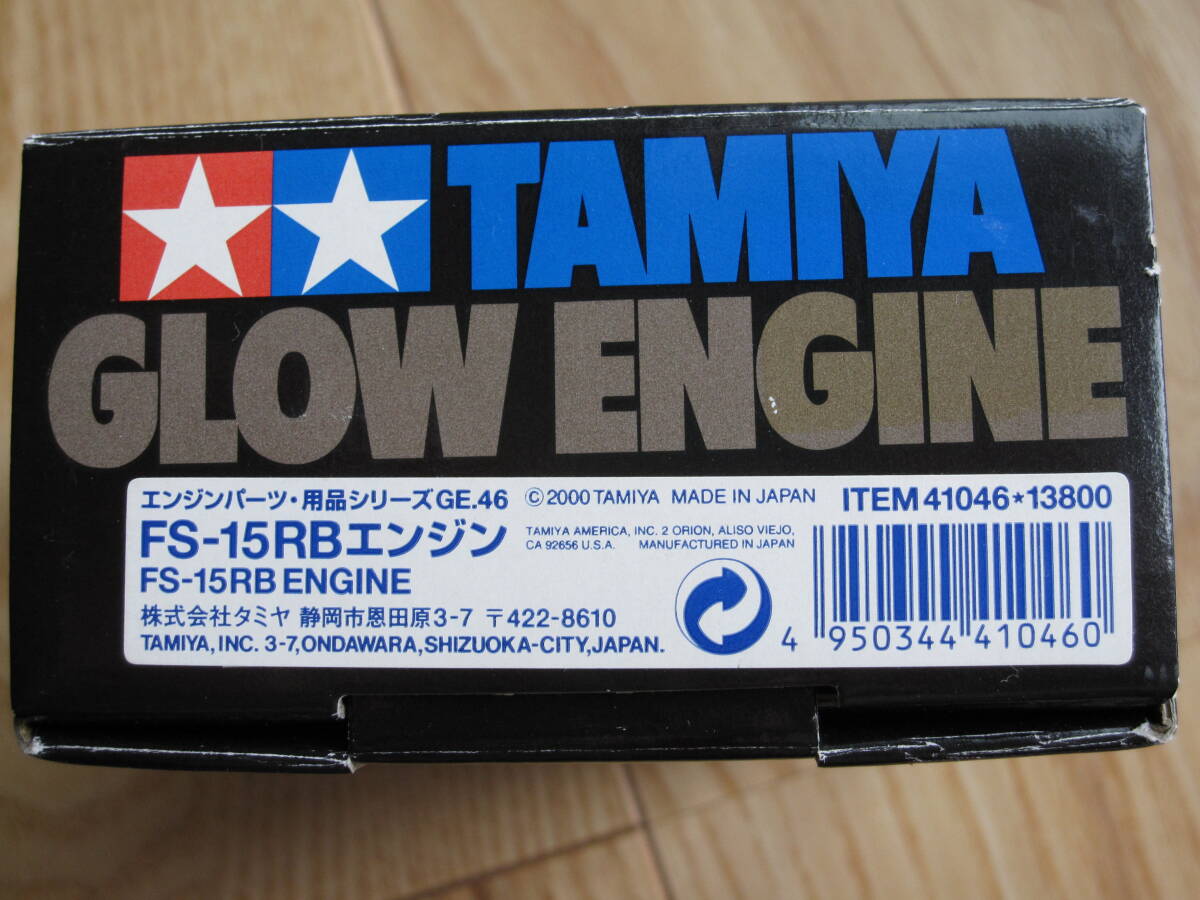 TAMIYA
GLOW ENGINE
エンジンパーツ・用品シリーズGE.46
©2000 TAMIYA MADE IN JAPAN
ITEM 41046*13800
FS-15RBエンジン
TAMIYA AMERICA, INC. 2 ORION, ALISO VIEJO,
CA 92656 U.S.A. MANUFACTURED IN JAPAN
FS-15RB ENGINE
株式会社タミヤ 静岡市恩田原3-7 〒422-8610
TAMIYA, INC. 3-7, ONDAWARA, SHIZUOKA-CITY, JAPAN.
4 950344 410460